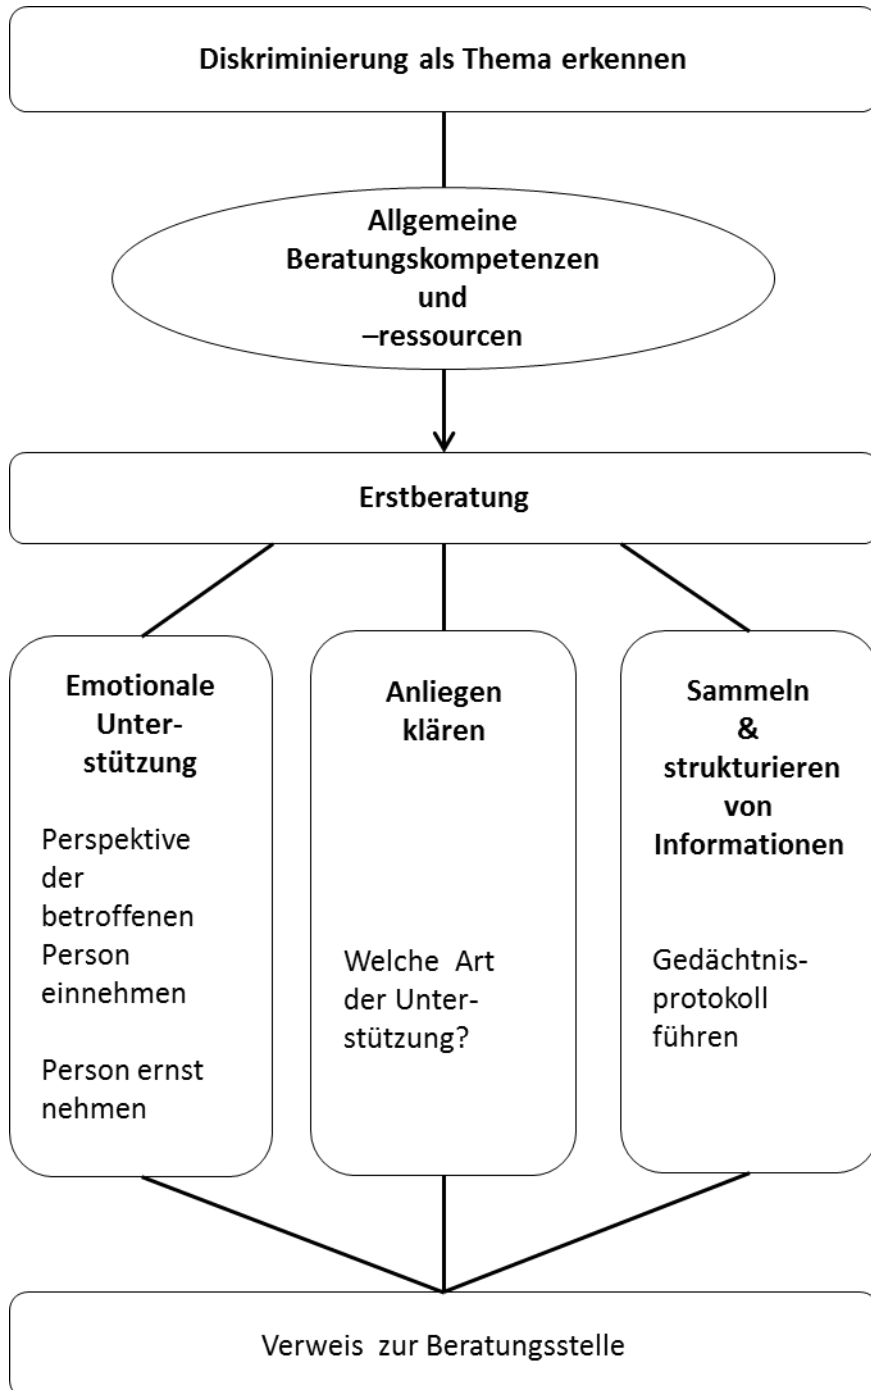 Diskriminierung als Thema erkennen
Allgemeine
Beratungskompetenzen
und
–ressourcen
Erstberatung
Emotionale
Unter-
stützung
Perspektive
der
betroffenen
Person
einnehmen
Person ernst
nehmen
Anliegen
klären
Welche Art
der Unter-
stützung?
Sammeln
&
strukturieren
von
Informationen
Gedächtnis-
protokoll
führen
Verweis zur Beratungsstelle